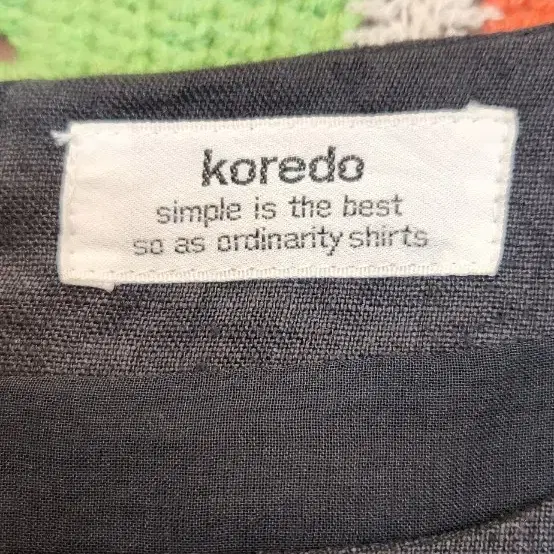 koredo
simple is the best
so as ordinarity shirts